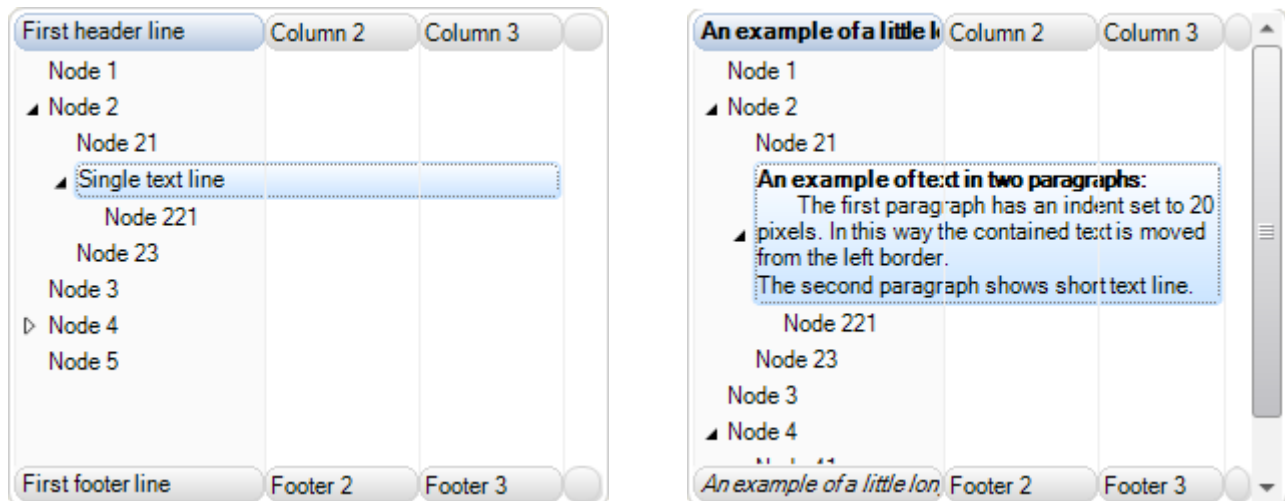 First header line Column 2 Column 3
Node 1
Node 2
Node 21
Single text line
Node 221
Node 23
Node 3
Node 4
Node 5
First footer line Footer 2 Footer 3
An example of a little Column 2 Column 3
Node 1
Node 2
Node 21
An example of text in two paragraphs:
The first paragraph has an indent set to 20
pixels. In this way the contained text is moved
from the left border.
The second paragraph shows short text line.
Node 221
Node 23
Node 3
Node 4
An example of a little lon Footer 2 Footer 3